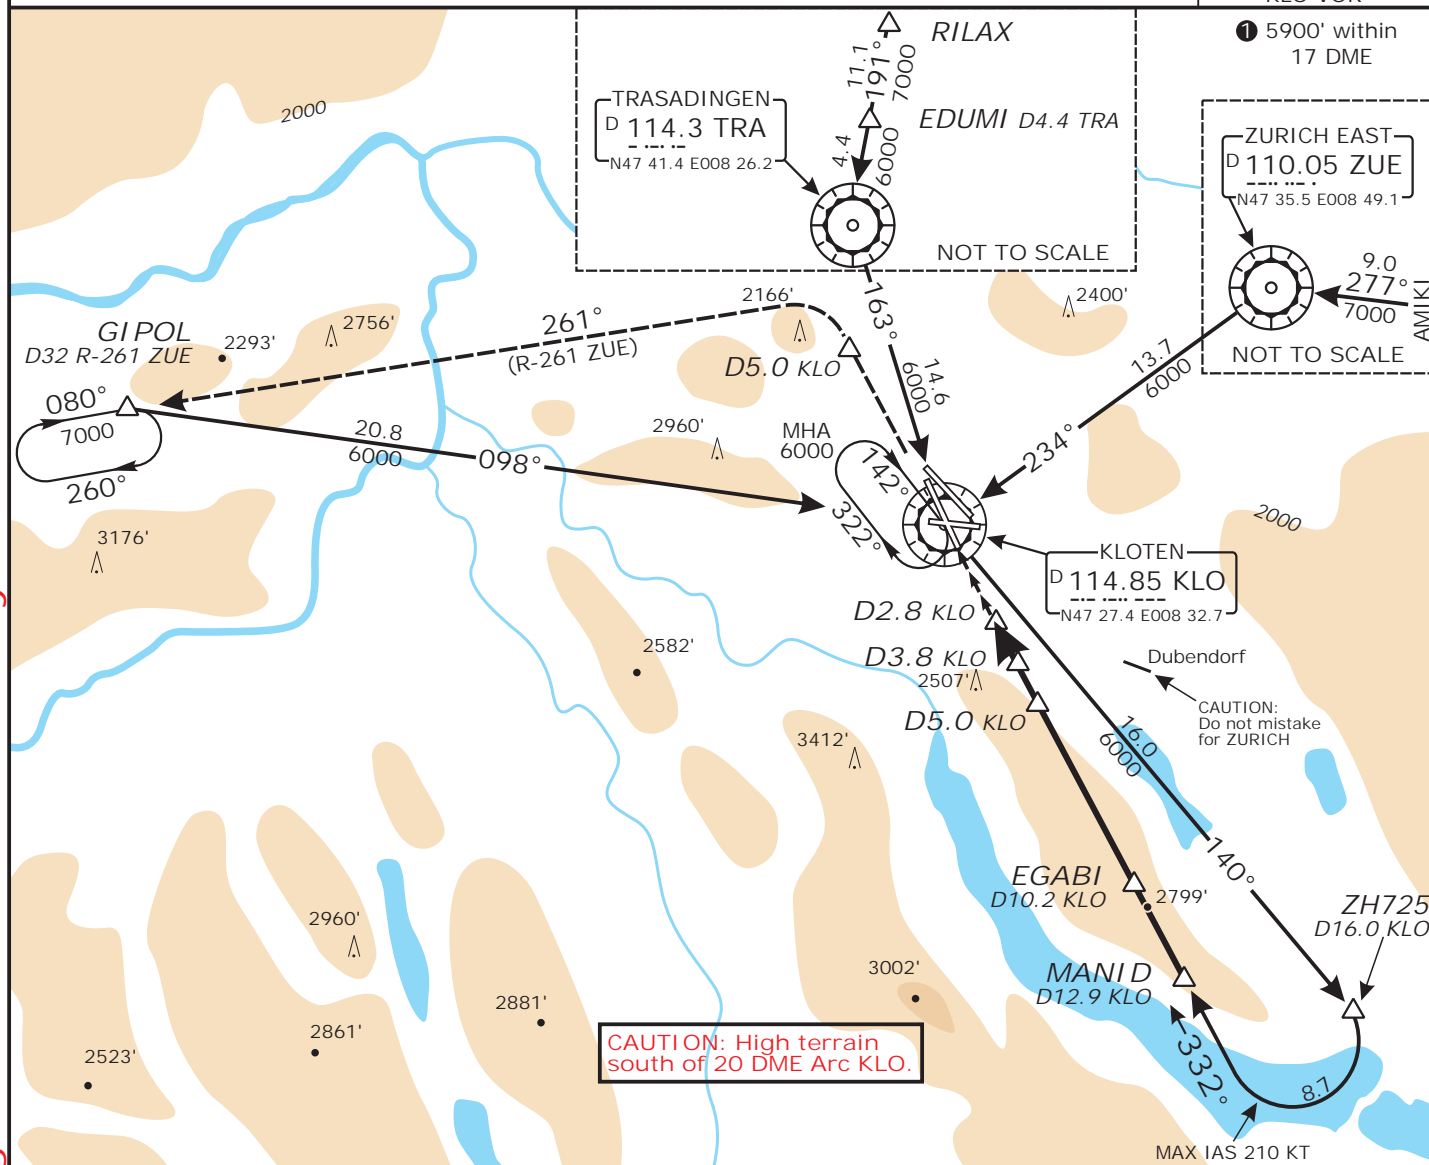 ❶ 5900' within
17 DME
RILAX
11.1
191°
7000
EDUMI D4.4 TRA
4.4
6000
TRASADINGEN
D 114.3 TRA
N47 41.4 E008 26.2
NOT TO SCALE
ZURICH EAST
D 110.05 ZUE
N47 35.5 E008 49.1
9.0
277°
7000
AMIKI
NOT TO SCALE
2000
2166'
2400'
163°
14.6
6000
13.7
6000
234°
GIPOL
D32 R-261 ZUE
2293'
2756'
261°
(R-261 ZUE)
D5.0 KLO
080°
7000
260°
20.8
6000
098°
2960'
MHA
6000
142°
322°
3176'
2000
KLOTEN
D 114.85 KLO
N47 27.4 E008 32.7
D2.8 KLO
D3.8 KLO
2507'
D5.0 KLO
2582'
Dubendorf
CAUTION:
Do not mistake
for ZURICH
16.0
6000
3412'
140°
EGABI
D10.2 KLO
2799'
ZH725
D16.0 KLO
2960'
3002'
MANID
D12.9 KLO
2881'
2861'
2523'
CAUTION: High terrain
south of 20 DME Arc KLO.
332°
8.7
MAX IAS 210 KT